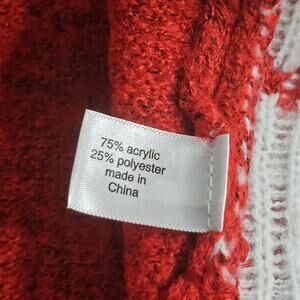 75% acrylic
25% polyester
made in
China